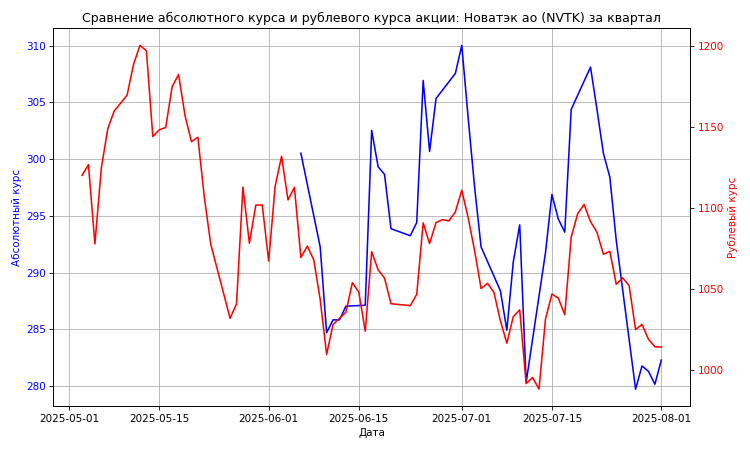 Сравнение абсолютного курса и рублевого курса акции: Новатэк ао (NVTK) за квартал
310
305
300
295
290
285
280
Абсолютный курс
1200
1150
1100
1050
1000
Рублевый курс
2025-05-01 2025-05-15 2025-06-01 2025-06-15 2025-07-01 2025-07-15 2025-08-01
Дата